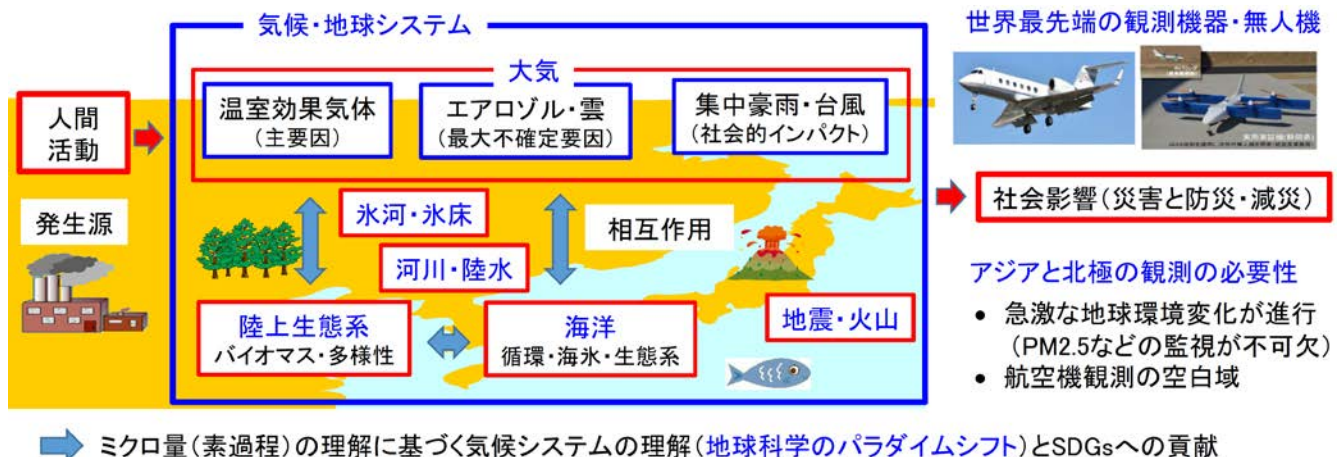 気候・地球システム
世界最先端の観測機器・無人機
大気
人間
活動
温室効果気体
(主要因)
エアロゾル・雲
(最大不確定要因)
集中豪雨・台風
(社会的インパクト)
社会影響(災害と防災・減災)
発生源
氷河・氷床
相互作用
河川・陸水
地震・火山
陸上生態系
バイオマス・多様性
海洋
循環・海氷・生態系
アジアと北極の観測の必要性
• 急激な地球環境変化が進行
(PM2.5などの監視が不可欠)
• 航空機観測の空白域
ミクロ量(素過程)の理解に基づく気候システムの理解(地球科学のパラダイムシフト)とSDGsへの貢献